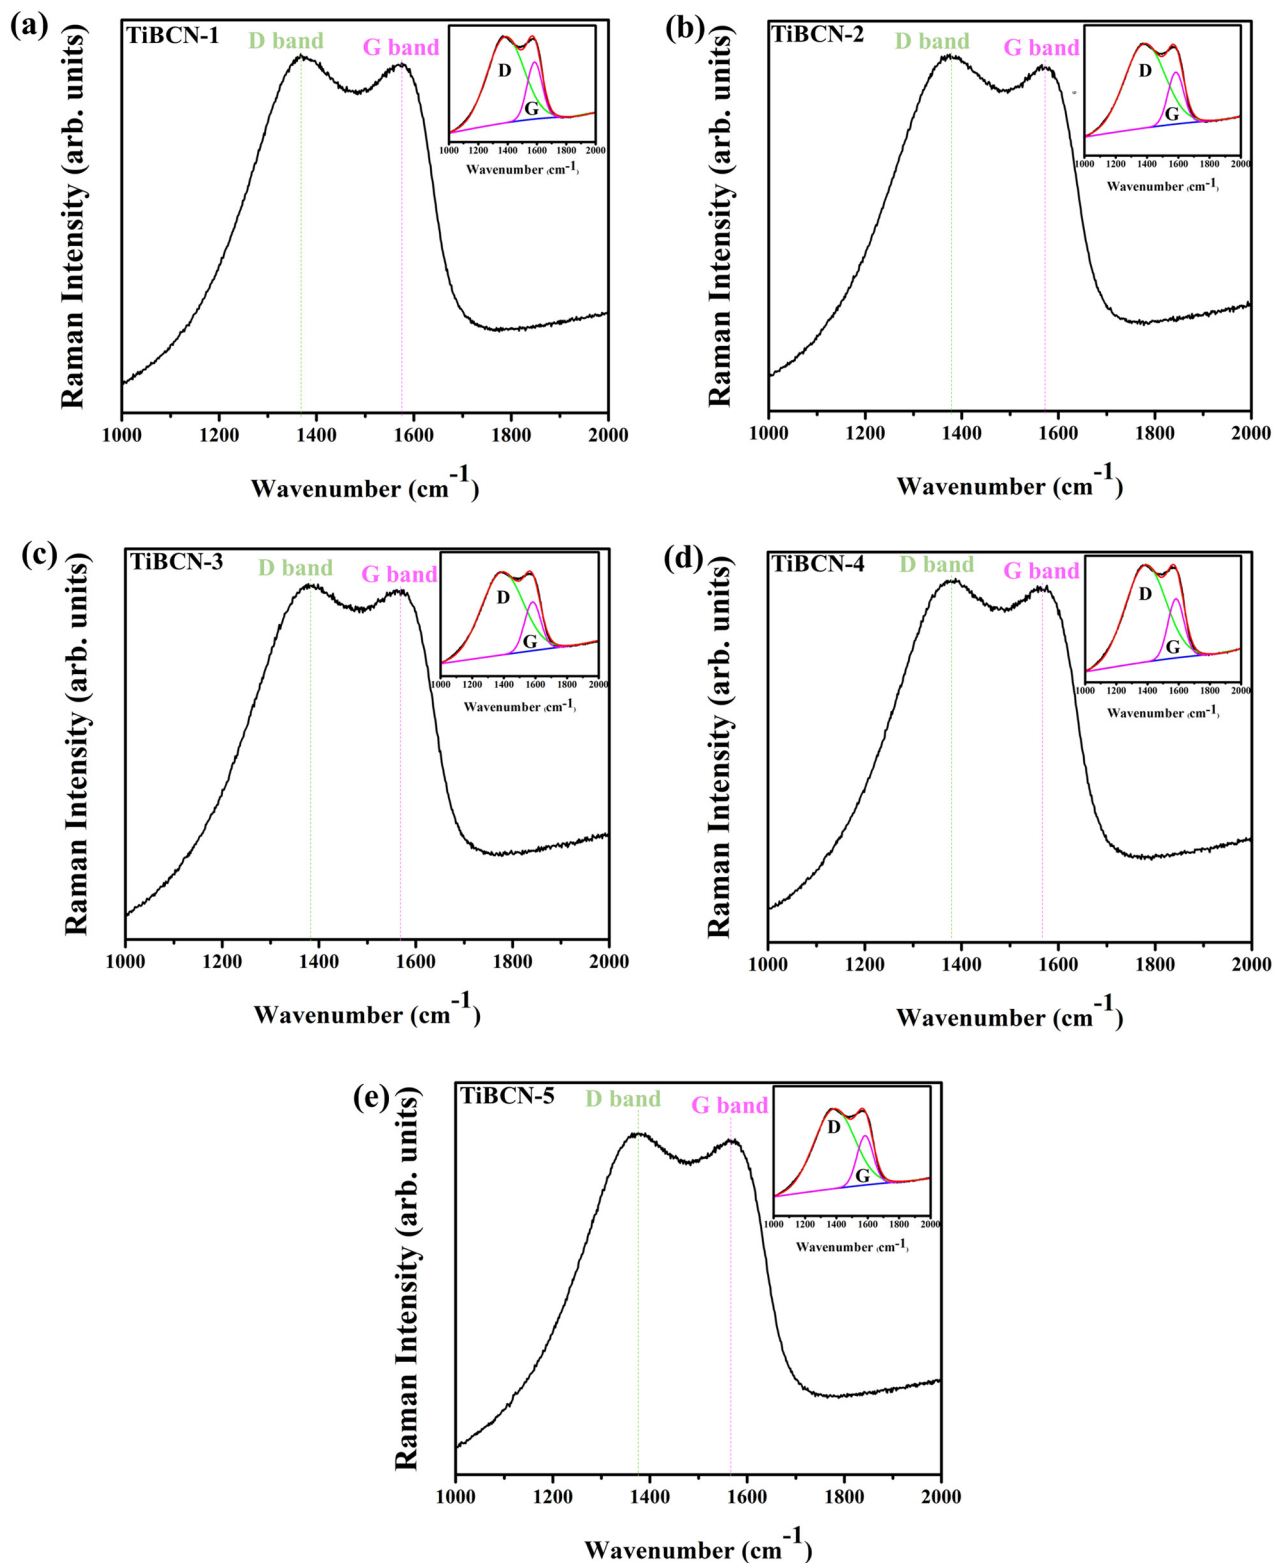 (a)
TiBCN-1
D band
G band
D
G
1000 1200 1400 1600 1800 2000
Wavenumber (cm-1)
Raman Intensity (arb. units)
1000 1200 1400 1600 1800 2000
Wavenumber (cm-1)
(b)
TiBCN-2
D band
G band
D
G
1000 1200 1400 1600 1800 2000
Wavenumber (cm-1)
Raman Intensity (arb. units)
1000 1200 1400 1600 1800 2000
Wavenumber (cm-1)
(c)
TiBCN-3
D band
G band
D
G
1000 1200 1400 1600 1800 2000
Wavenumber (cm-1)
Raman Intensity (arb. units)
1000 1200 1400 1600 1800 2000
Wavenumber (cm-1)
(d)
TiBCN-4
D band
G band
D
G
1000 1200 1400 1600 1800 2000
Wavenumber (cm-1)
Raman Intensity (arb. units)
1000 1200 1400 1600 1800 2000
Wavenumber (cm-1)
(e)
TiBCN-5
D band
G band
D
G
1000 1200 1400 1600 1800 2000
Wavenumber (cm-1)
Raman Intensity (arb. units)
1000 1200 1400 1600 1800 2000
Wavenumber (cm-1)